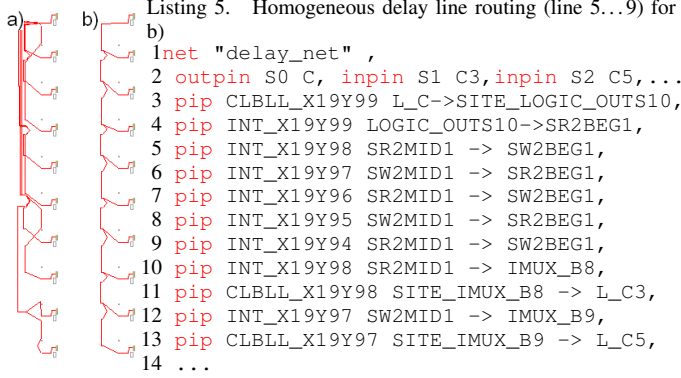 a)
b)
Listing 5. Homogeneous delay line routing (line 5...9) for
b)
1net "delay_net" ,
2 outpin S0 C, inpin S1 C3,inpin S2 C5,...
3 pip CLBLL_X19Y99 L_C->SITE_LOGIC_OUTS10,
4 pip INT_X19Y99 LOGIC_OUTS10->SR2BEG1,
5 pip INT_X19Y98 SR2MID1 -> SW2BEG1,
6 pip INT_X19Y97 SW2MID1 -> SR2BEG1,
7 pip INT_X19Y96 SR2MID1 -> SW2BEG1,
8 pip INT_X19Y95 SW2MID1 -> SR2BEG1,
9 pip INT_X19Y94 SR2MID1 -> SW2BEG1,
10 pip INT_X19Y98 SR2MID1 -> IMUX_B8,
11 pip CLBLL_X19Y98 SITE_IMUX_B8 -> L_C3,
12 pip INT_X19Y97 SW2MID1 -> IMUX_B9,
13 pip CLBLL_X19Y97 SITE_IMUX_B9 -> L_C5,
14 ...